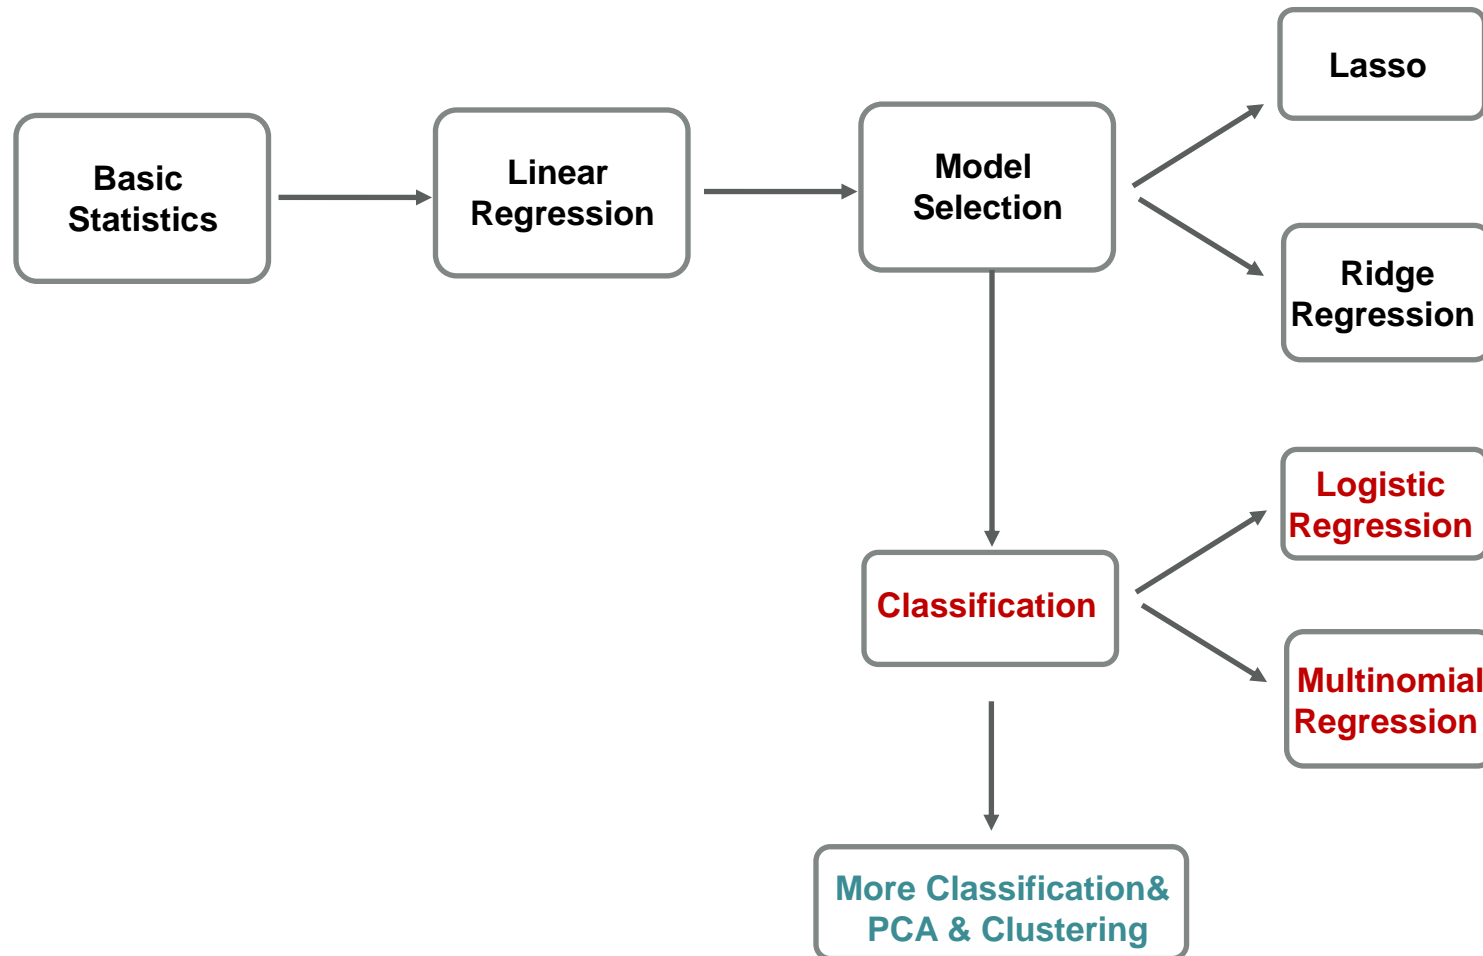 Basic
Statistics
Linear
Regression
Model
Selection
Lasso
Ridge
Regression
Classification
Logistic
Regression
Multinomial
Regression
More Classification&
PCA & Clustering